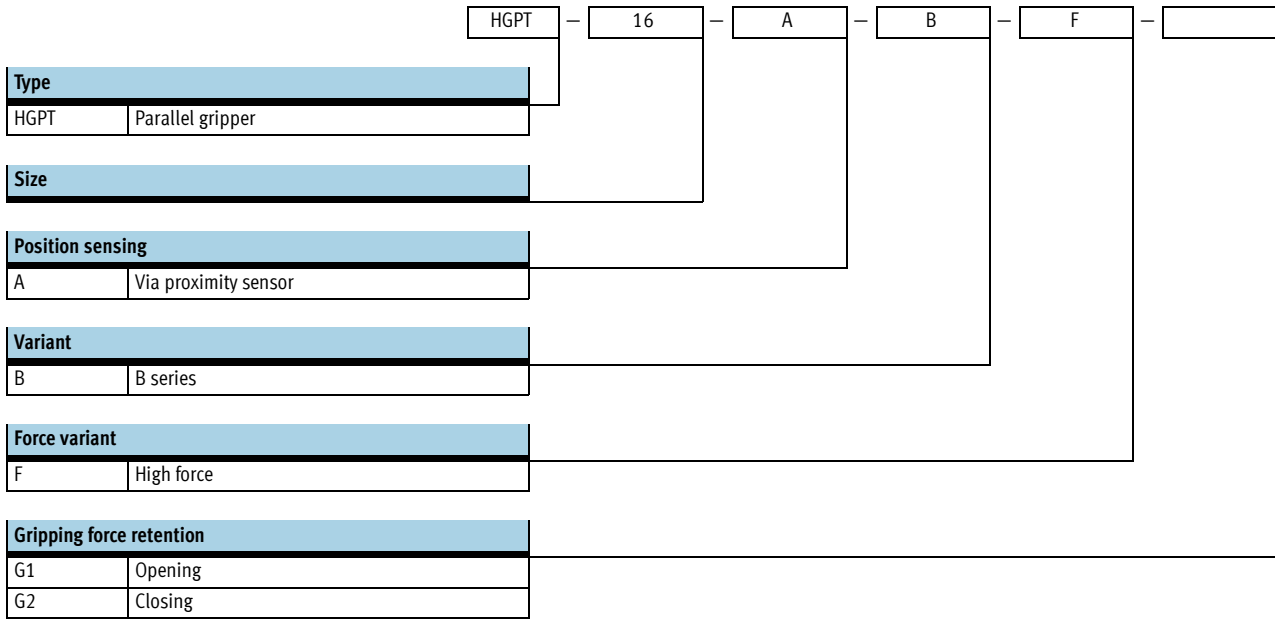 HGPT – 16 – A – B – F –
Type
HGPT Parallel gripper
Size
Position sensing
A Via proximity sensor
Variant
B B series
Force variant
F High force
Gripping force retention
G1 Opening
G2 Closing